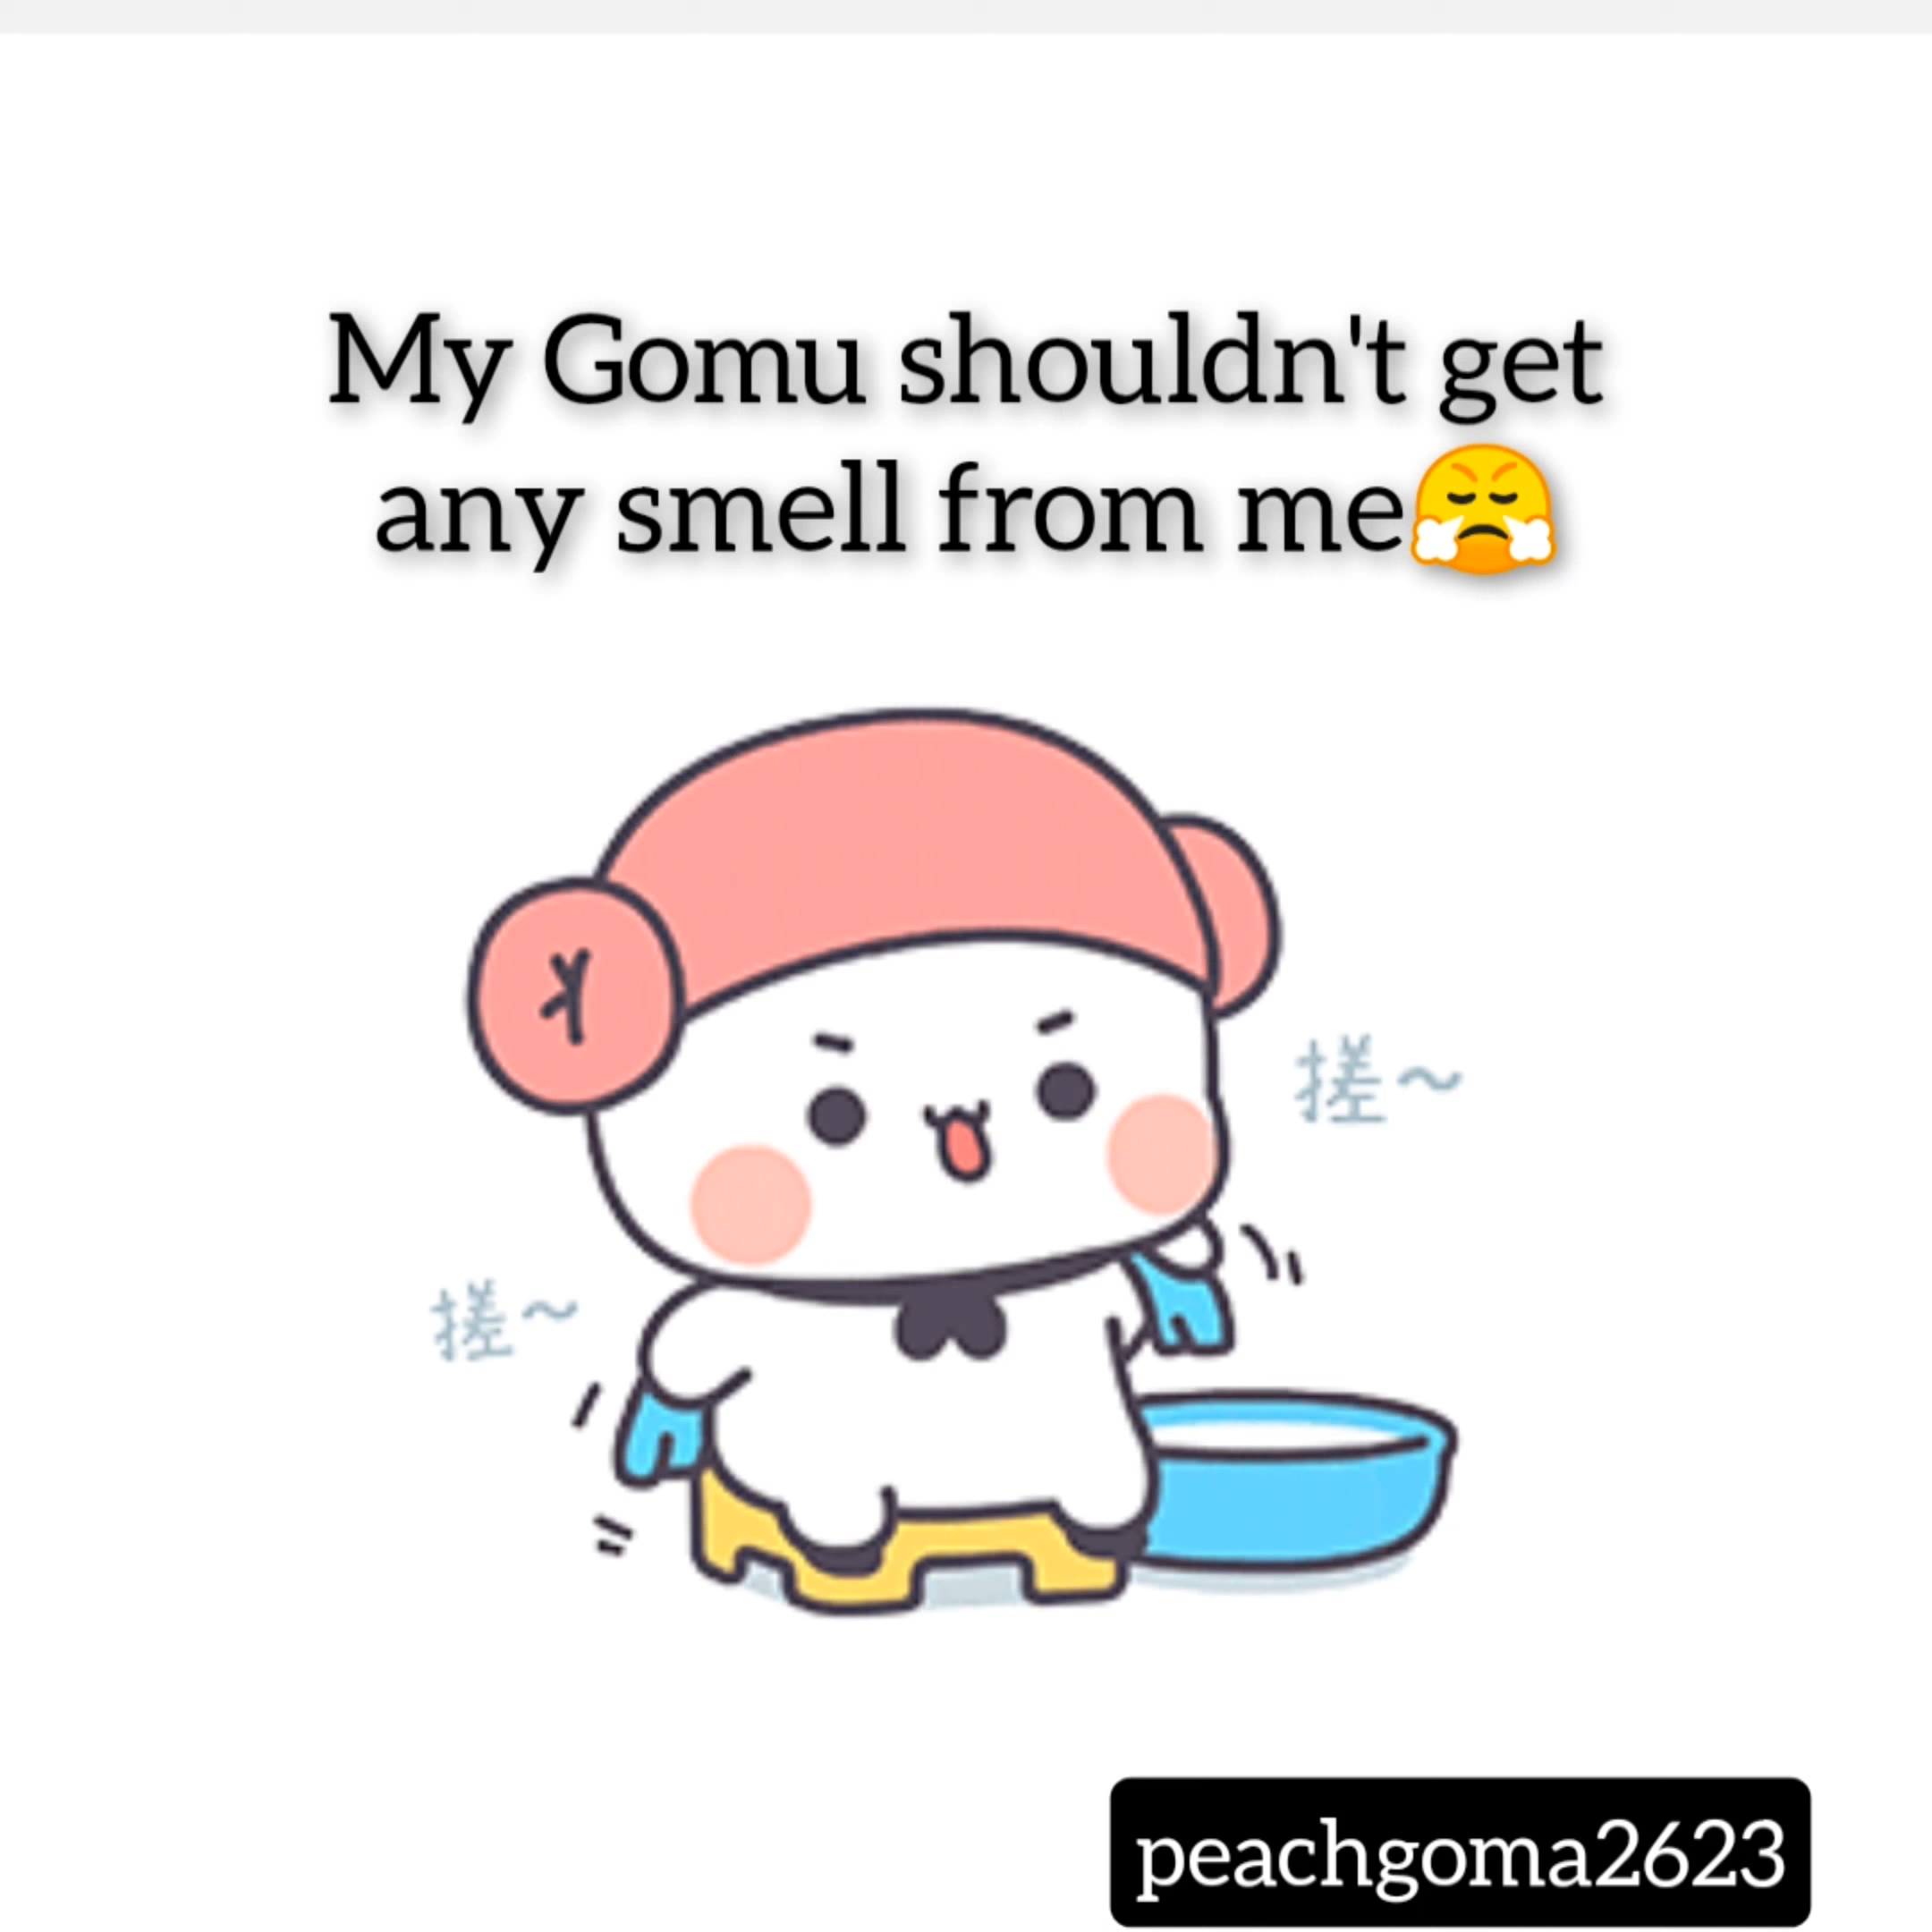 My Gomu shouldn't get
any smell from me😤
搓~
搓~
peachgoma2623